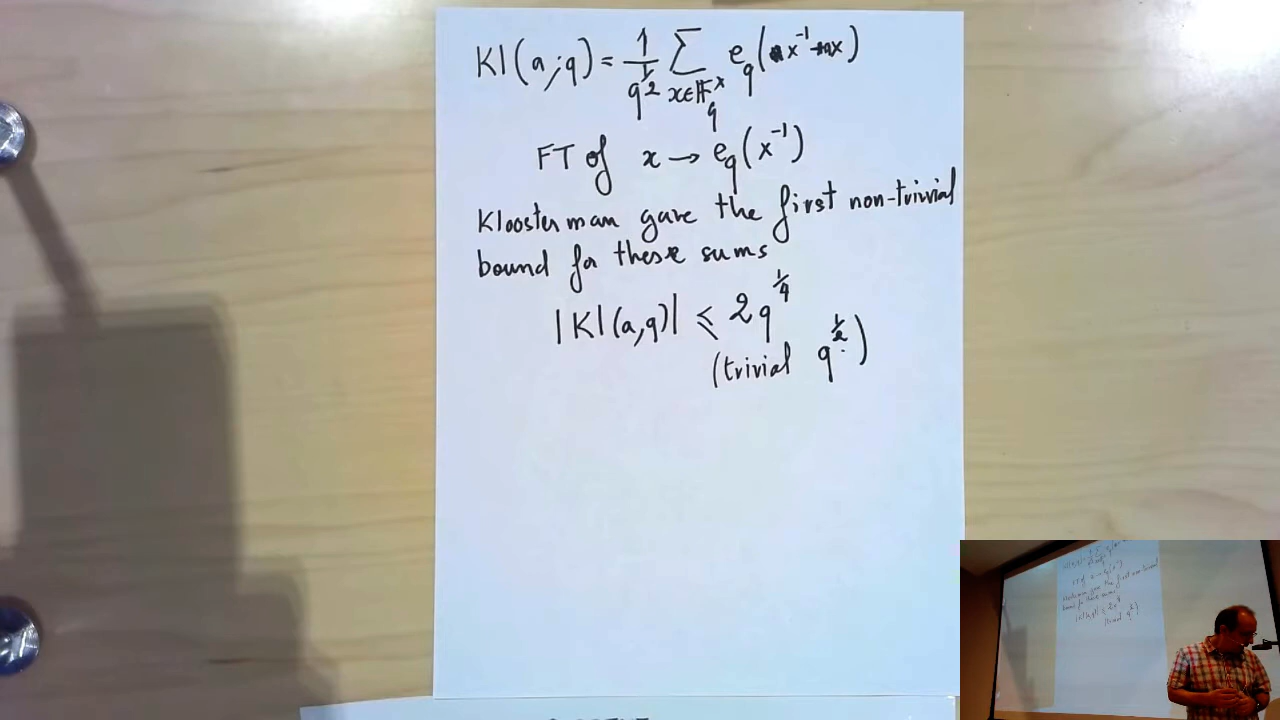 Kl(a;q) = 1/q^{1/2} Σ_{x∈F_q^×} e_q(x^{-1}+ax)
FT of x → e_q(x^{-1})
Kloosterman gave the first non-trivial
bound for these sums
|Kl(a,q)| ⩽ 2q^{1/4}
(trivial q^{1/2})